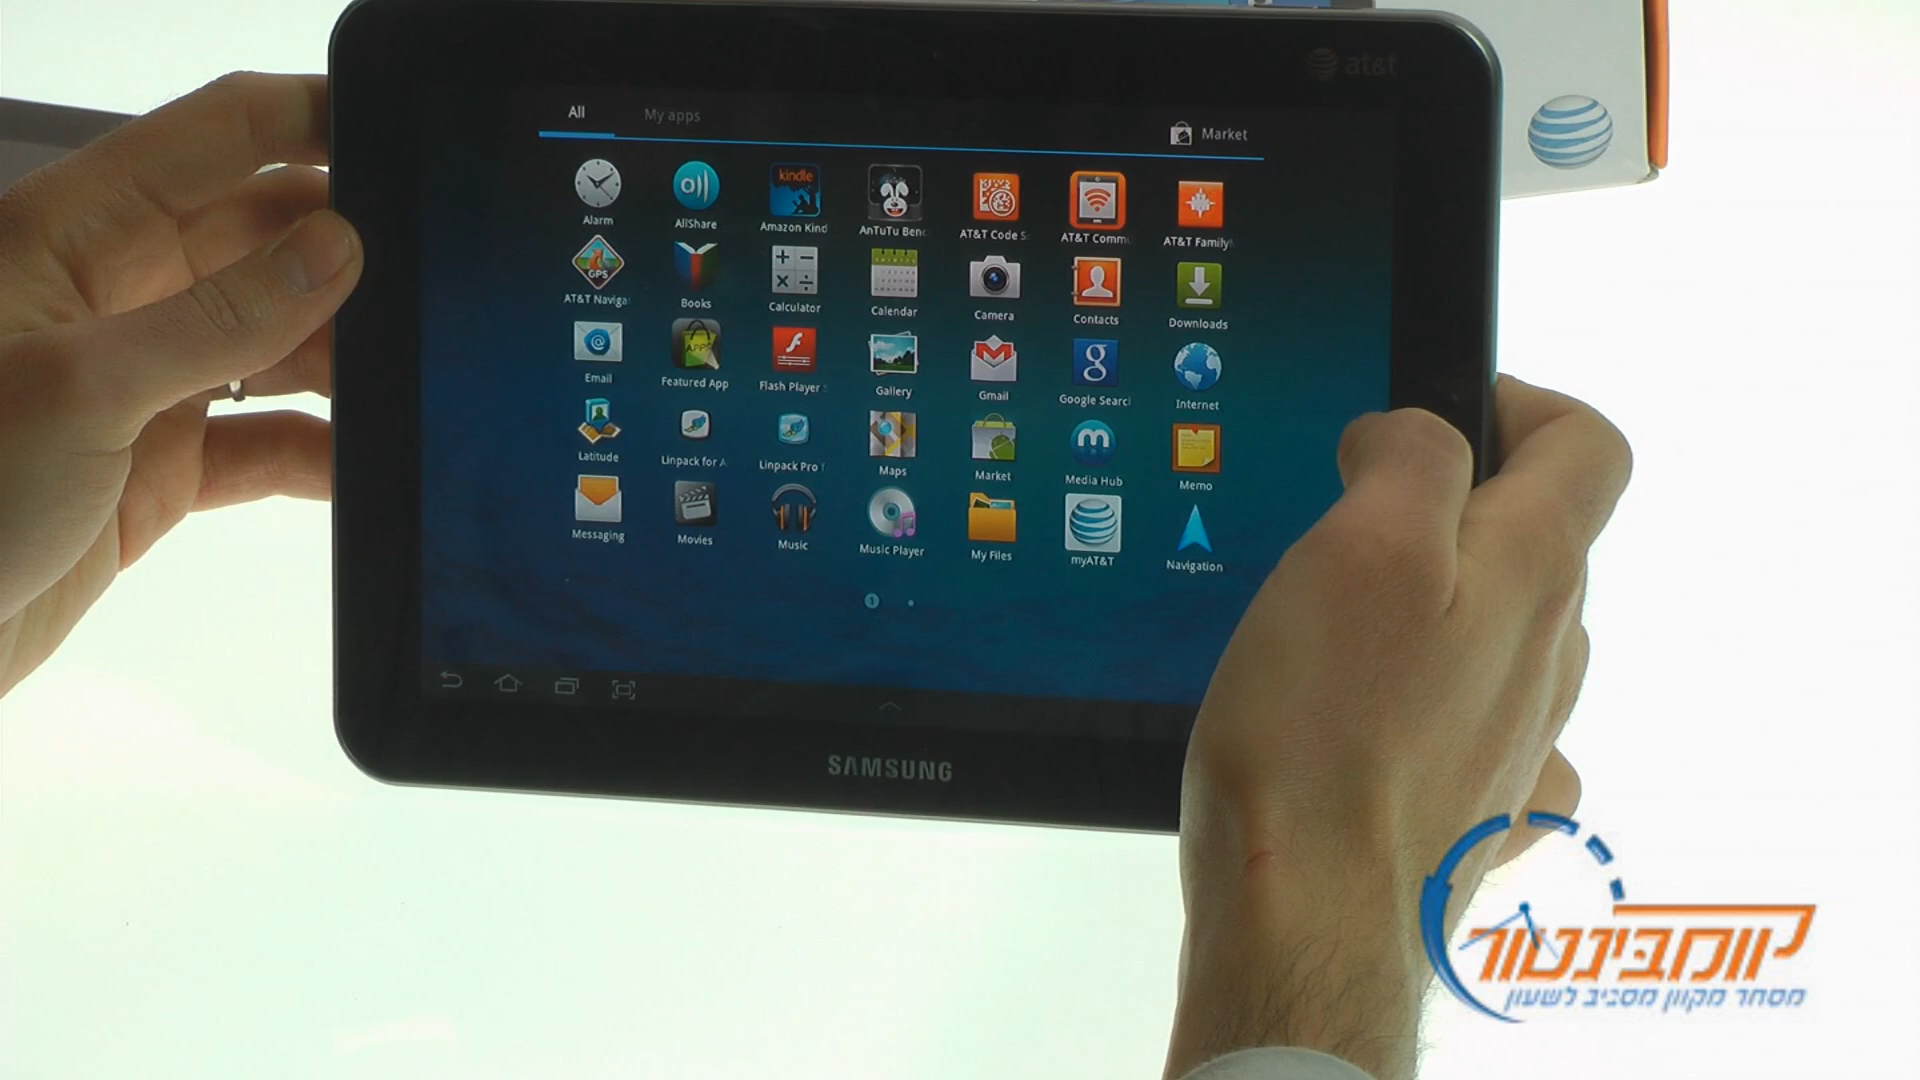 at&t
All My apps Market
Alarm AllShare Amazon Kind AnTuTu Benc AT&T Code S AT&T Comm AT&T Family
AT&T Naviga Books Calculator Calendar Camera Contacts Downloads
Email Featured App Flash Player S Gallery Gmail Google Searc Internet
Latitude Linpack for A Linpack Pro f Maps Market Media Hub Memo
Messaging Movies Music Music Player My Files myAT&T Navigation
1
SAMSUNG
קומבינטור
מסחר מקוון מסביב לשעון
kindle
GPS
APPS